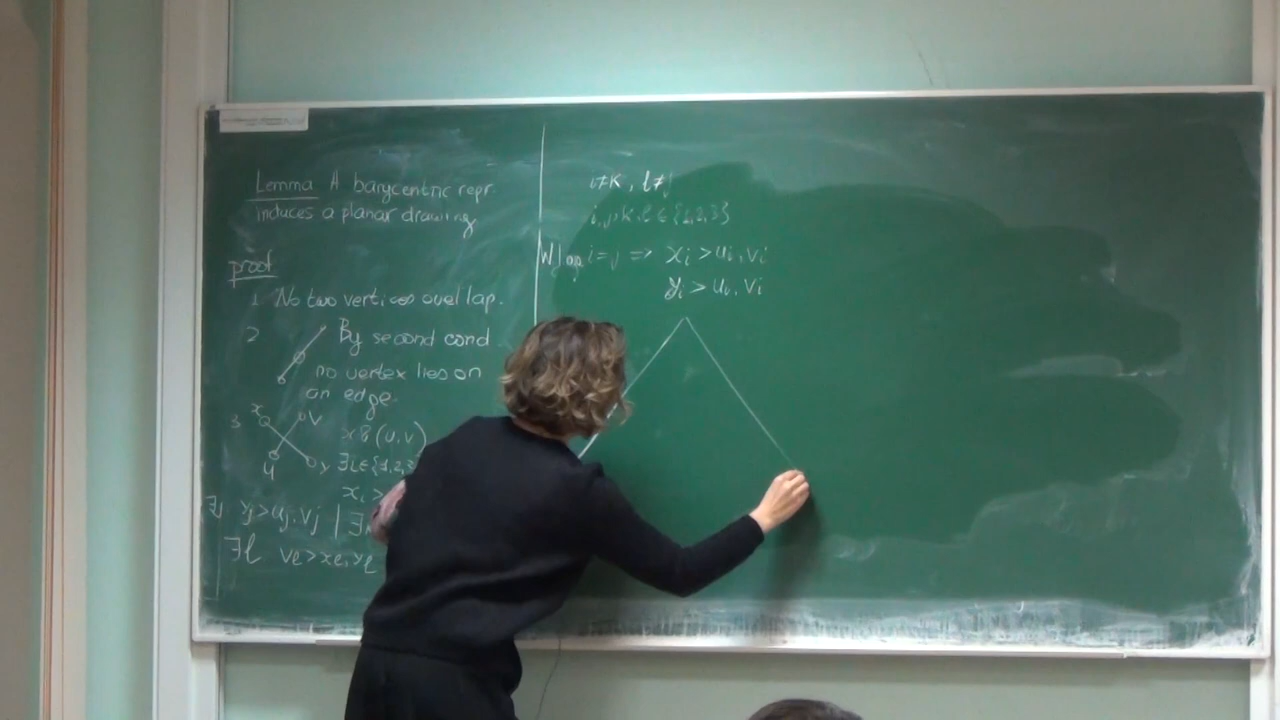 Lemma A barycentric repr.
induces a planar drawing
proof
1 No two vertices overlap.
2 By second cond
no vertex lies on
an edge.
3 x v u y
x ∉ (u,v)
∃i∈{1,2,3
xi >
∃j yj > uj, vj | ∃
∃l vl > xl, yl
i≠k, l≠j
i,j,k,l ∈ {1,2,3}
Wlog i=j => xi > ui, vi
yi > ui, vi